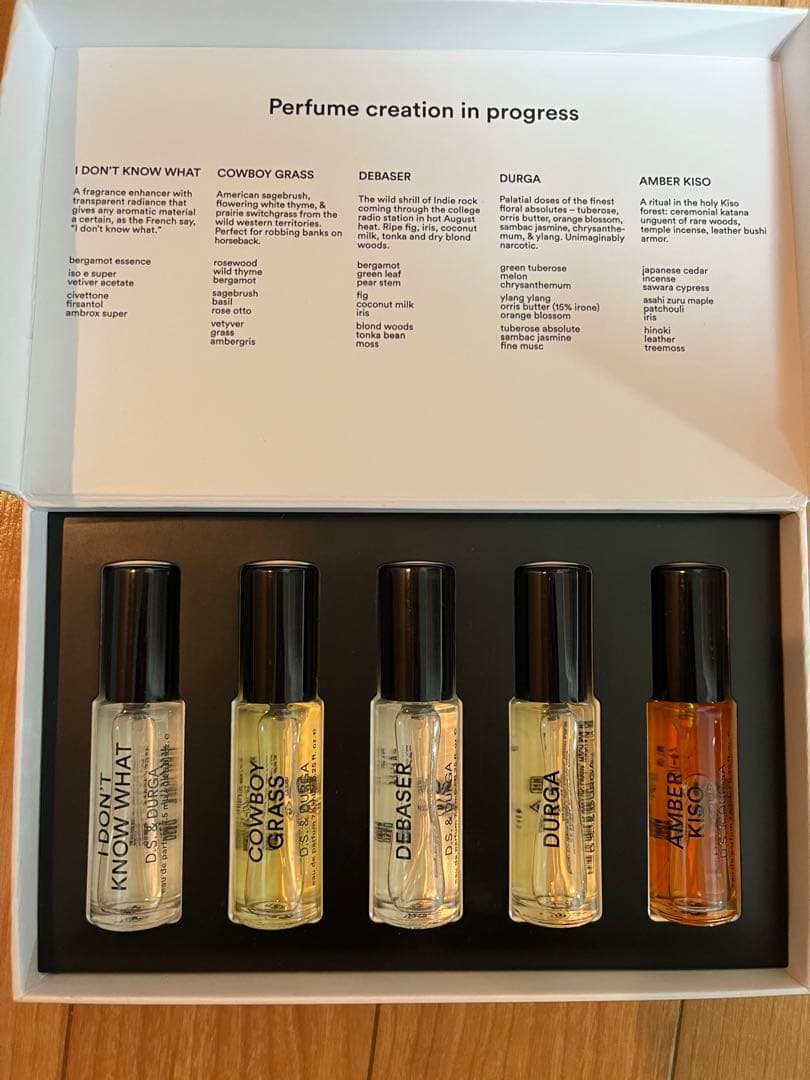 Perfume creation in progress
I DON'T KNOW WHAT
A fragrance enhancer with
transparent radiance that
gives any aromatic material
a certain, as the French say,
"I don't know what."
bergamot essence
iso e super
vetiver acetate
civettone
firsantol
ambrox super
COWBOY GRASS
American sagebrush,
flowering white thyme, &
prairie switchgrass from the
wild western territories.
Perfect for robbing banks on
horseback.
rosewood
wild thyme
bergamot
sagebrush
basil
rose otto
vetyver
grass
ambergris
DEBASER
The wild shrill of Indie rock
coming through the college
radio station in hot August
heat. Ripe fig, iris, coconut
milk, tonka and dry blond
woods.
bergamot
green leaf
pear stem
fig
coconut milk
iris
blond woods
tonka bean
moss
DURGA
Palatial doses of the finest
floral absolutes – tuberose,
orris butter, orange blossom,
sambac jasmine, chrysanthe-
mum, & ylang. Unimaginably
narcotic.
green tuberose
melon
chrysanthemum
ylang ylang
orris butter (15% irone)
orange blossom
tuberose absolute
sambac jasmine
fine musc
AMBER KISO
A ritual in the holy Kiso
forest: ceremonial katana
unguent of rare woods,
temple incense, leather bushi
armor.
japanese cedar
incense
sawara cypress
asahi zuru maple
patchouli
iris
hinoki
leather
treemoss
I DON'T
KNOW WHAT
D.S. & DURGA
eau de parfum
COWBOY
GRASS
D.S. & DURGA
eau de parfum
DEBASER
D.S. & DURGA
DURGA
AMBER
KISO